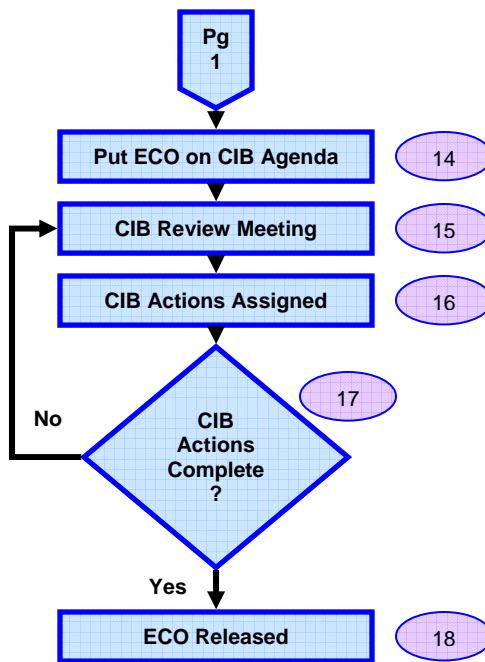 Pg
1
Put ECO on CIB Agenda
14
CIB Review Meeting
15
CIB Actions Assigned
16
17
No
CIB
Actions
Complete
?
Yes
ECO Released
18